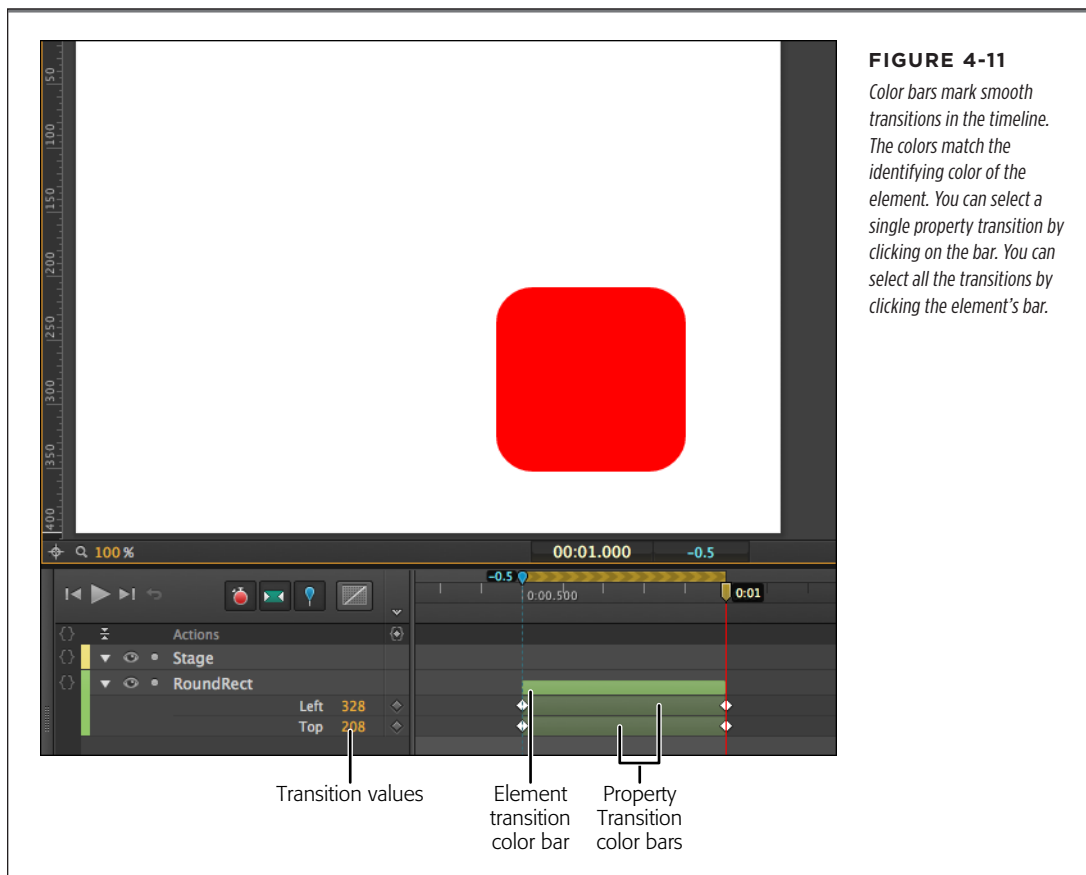 FIGURE 4-11
Color bars mark smooth
transitions in the timeline.
The colors match the
identifying color of the
element. You can select a
single property transition by
clicking on the bar. You can
select all the transitions by
clicking the element's bar.
50
100
150
200
250
300
350
400
100 %
00:01.000
-0.5
-0.5
0:00.500
0:01
{} Actions
{} Stage
{} RoundRect
Left 328
Top 208
Transition values
Element
transition
color bar
Property
Transition
color bars